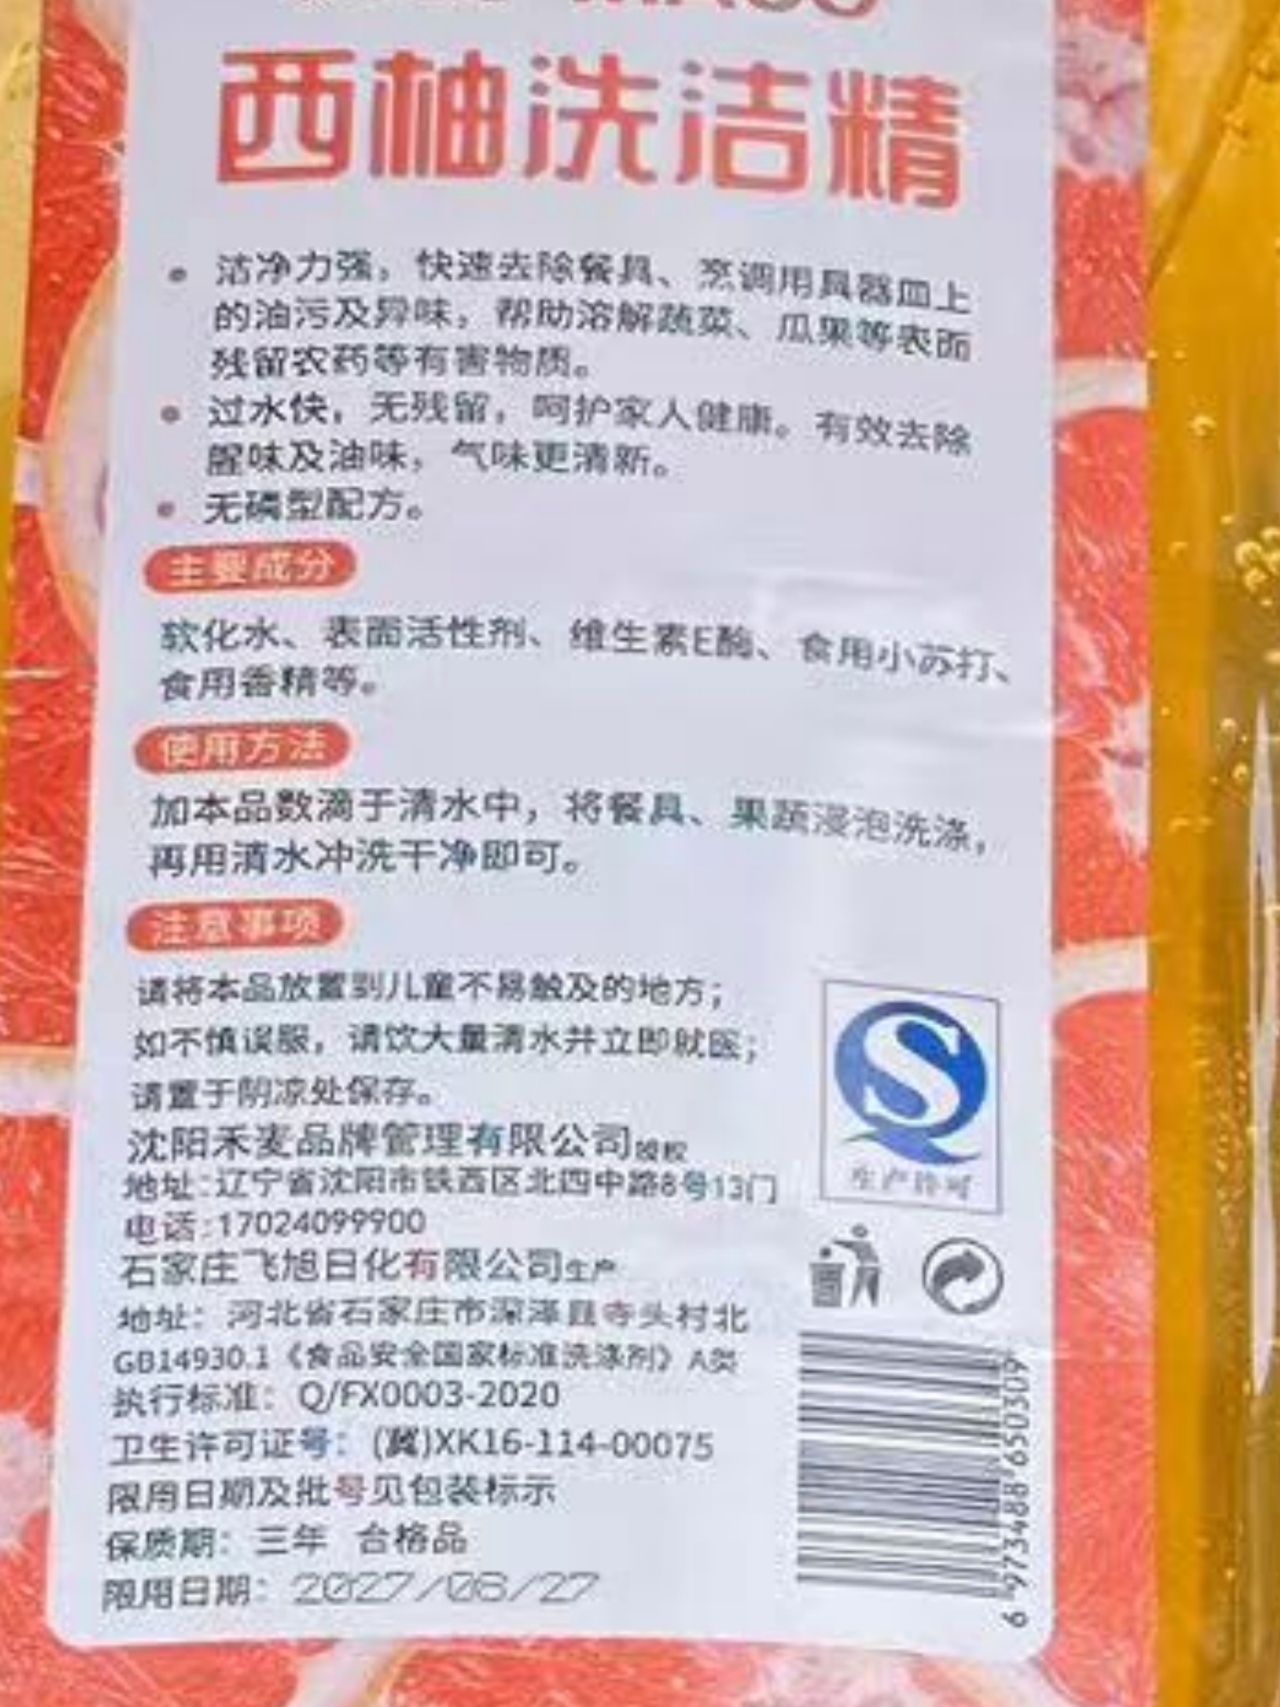 西柚洗洁精
• 洁净力强，快速去除餐具、烹调用具器皿上
的油污及异味，帮助溶解蔬菜、瓜果等表面
残留农药等有害物质。
• 过水快，无残留，呵护家人健康。有效去除
腥味及油味，气味更清新。
• 无磷型配方。
主要成分
软化水、表面活性剂、维生素E酶、食用小苏打、
食用香精等。
使用方法
加本品数滴于清水中，将餐具、果蔬浸泡洗涤，
再用清水冲洗干净即可。
注意事项
请将本品放置到儿童不易触及的地方；
如不慎误服，请饮大量清水并立即就医；
请置于阴凉处保存。
沈阳禾麦品牌管理有限公司授权
地址:辽宁省沈阳市铁西区北四中路8号13门
电话:17024099900
石家庄飞旭日化有限公司生产
地址：河北省石家庄市深泽县寺头村北
GB14930.1《食品安全国家标准洗涤剂》A类
执行标准：Q/FX0003-2020
卫生许可证号：(冀)XK16-114-00075
限用日期及批号见包装标示
保质期：三年 合格品
限用日期：2027/06/27
生产许可
6 973488 650309